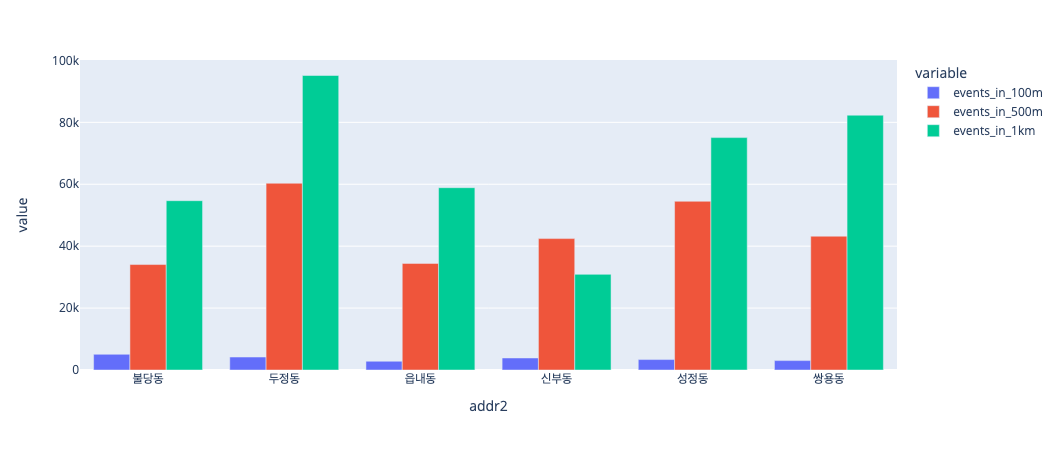 100k
80k
60k
40k
20k
0
value
불당동 두정동 읍내동 신부동 성정동 쌍용동
addr2
variable
events_in_100m
events_in_500m
events_in_1km